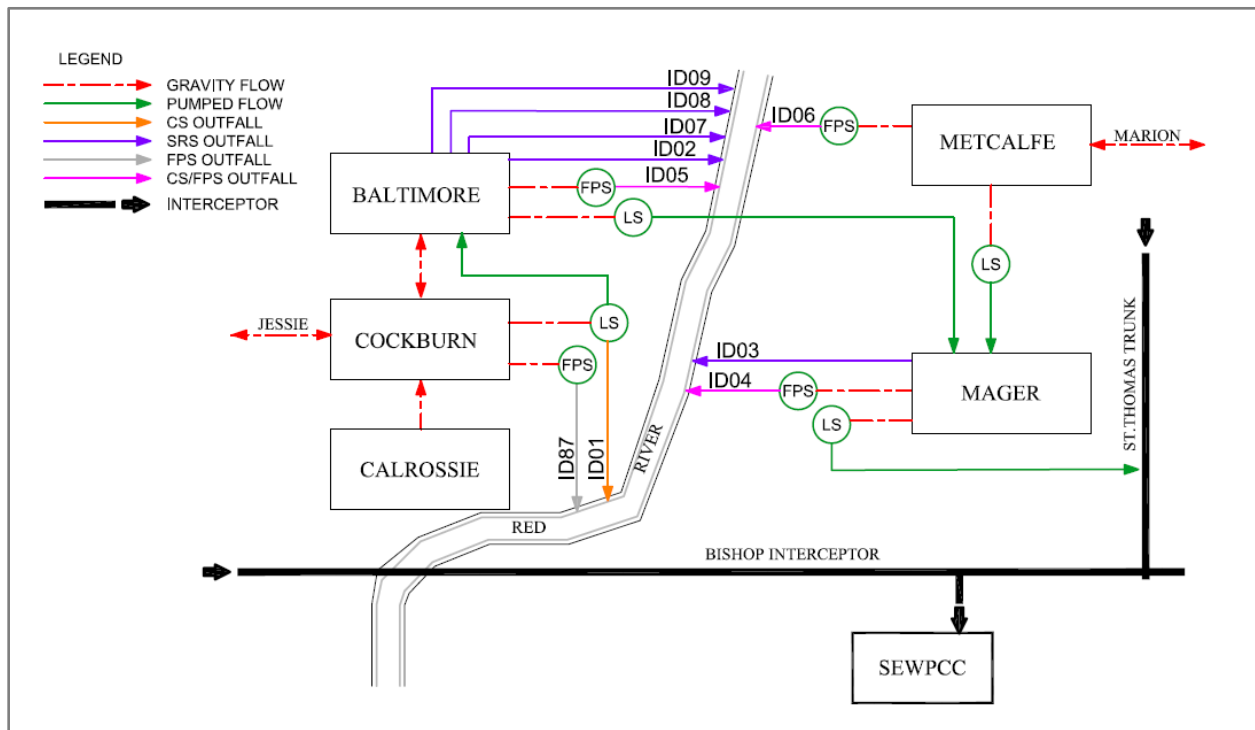 LEGEND
GRAVITY FLOW
PUMPED FLOW
CS OUTFALL
SRS OUTFALL
FPS OUTFALL
CS/FPS OUTFALL
INTERCEPTOR
ID09
ID08
ID07
ID02
ID05
FPS
LS
BALTIMORE
ID06
FPS
METCALFE
MARION
LS
JESSIE
COCKBURN
LS
FPS
CALROSSIE
ID87
ID01
RIVER
RED
ID03
ID04
FPS
LS
MAGER
ST.THOMAS TRUNK
BISHOP INTERCEPTOR
SEWPCC